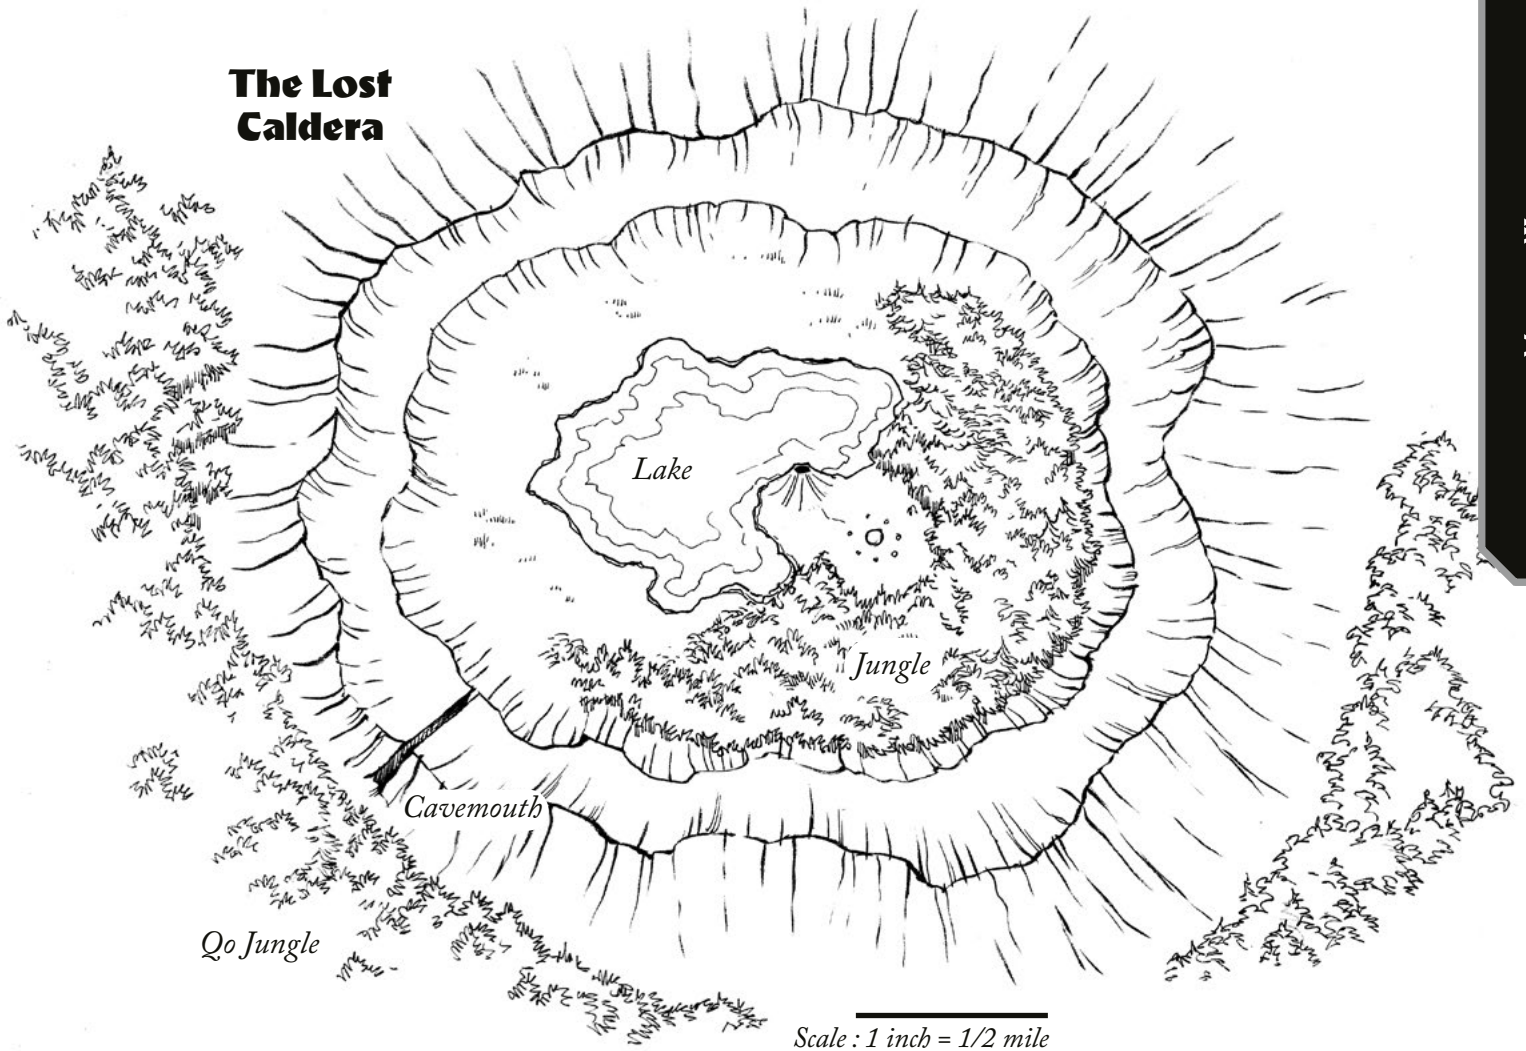 The Lost
Caldera
Lake
Jungle
Cavemouth
Qo Jungle
Scale : 1 inch = 1/2 mile